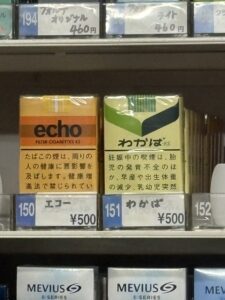 194
オリジナル
460円
ライト
460円
echo
FILTER CIGARETTES KS
たばこの煙は、周りの
人の健康に悪影響を
及ぼします。健康増
進法で禁じられてい
わかば
妊娠中の喫煙は、胎
児の発育不全のほ
か、早産や出生体重
の減少、乳幼児突然
150
エコー
¥500
151
わかば
¥500
152
MEVIUS
E-SERIES
MEVIUS
E-SERIES